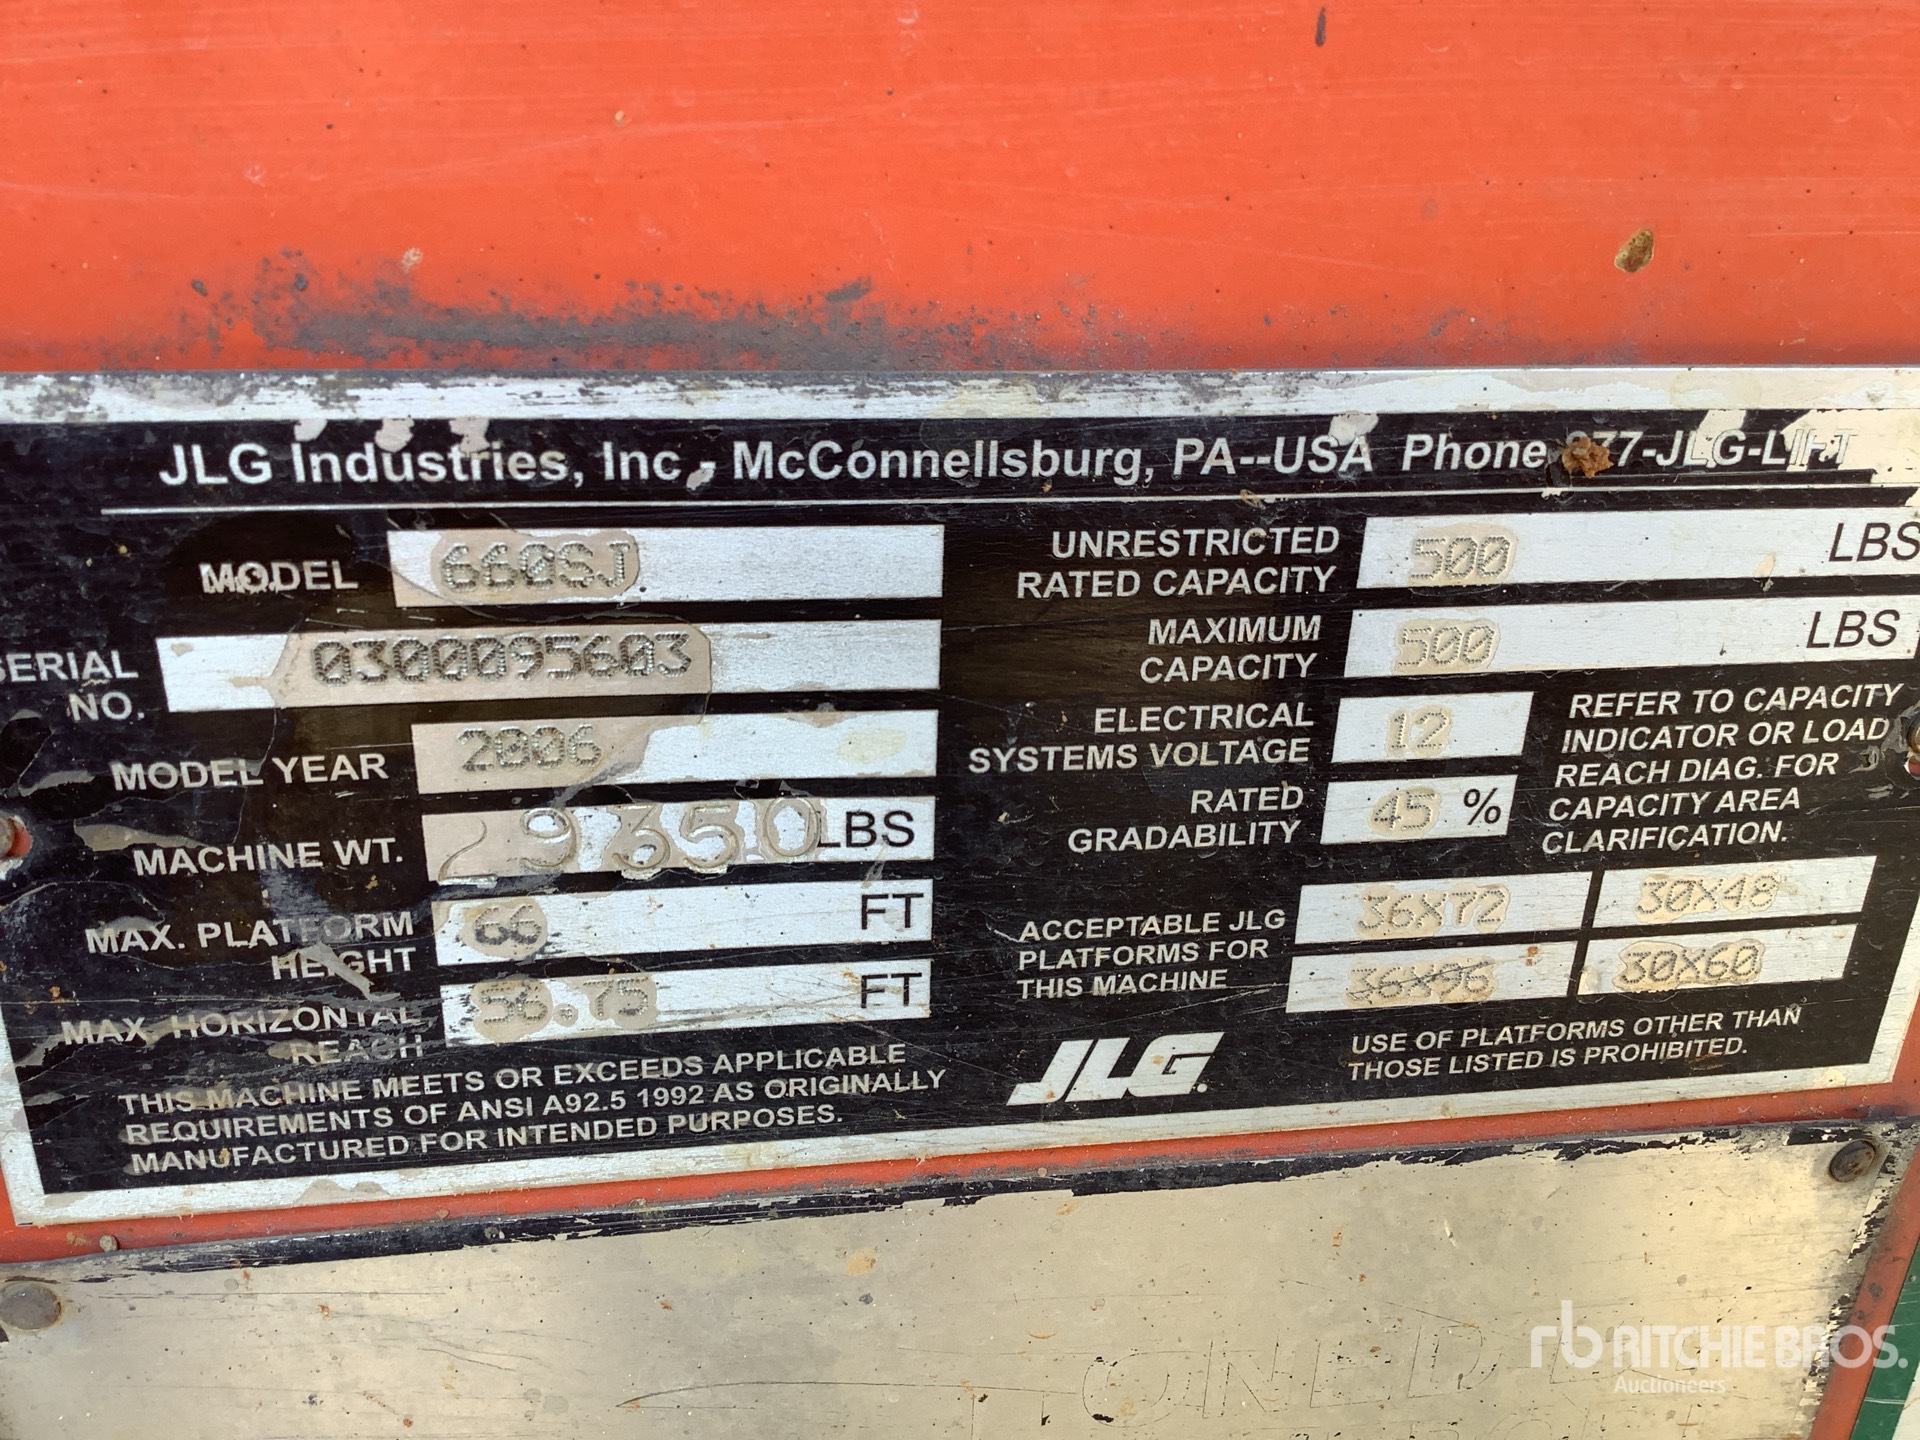 JLG Industries, Inc., McConnellsburg, PA--USA Phone 877-JLG-LIFT
MODEL 660SJ
SERIAL NO. 0300095603
MODEL YEAR 2006
MACHINE WT. 29350 LBS
MAX. PLATFORM HEIGHT 66 FT
MAX. HORIZONTAL REACH 56.75 FT
THIS MACHINE MEETS OR EXCEEDS APPLICABLE
REQUIREMENTS OF ANSI A92.5 1992 AS ORIGINALLY
MANUFACTURED FOR INTENDED PURPOSES.
UNRESTRICTED
RATED CAPACITY 500 LBS
MAXIMUM
CAPACITY 500 LBS
ELECTRICAL
SYSTEMS VOLTAGE 12
RATED
GRADABILITY 45 %
REFER TO CAPACITY
INDICATOR OR LOAD
REACH DIAG. FOR
CAPACITY AREA
CLARIFICATION.
ACCEPTABLE JLG
PLATFORMS FOR
THIS MACHINE
36X72 30X48
36X96 30X60
JLG.
USE OF PLATFORMS OTHER THAN
THOSE LISTED IS PROHIBITED.
rb RITCHIE BROS.
Auctioneers